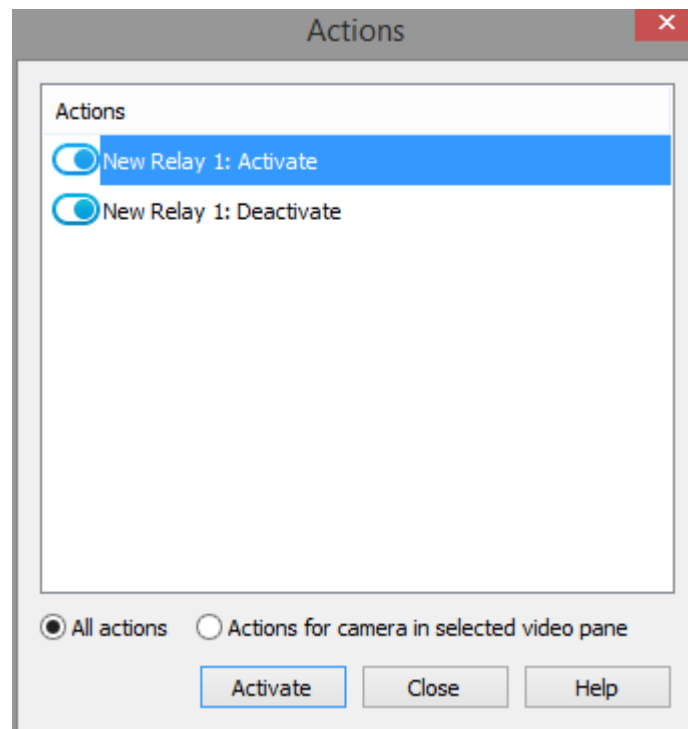 Actions
Actions
New Relay 1: Activate
New Relay 1: Deactivate
All actions Actions for camera in selected video pane
Activate Close Help